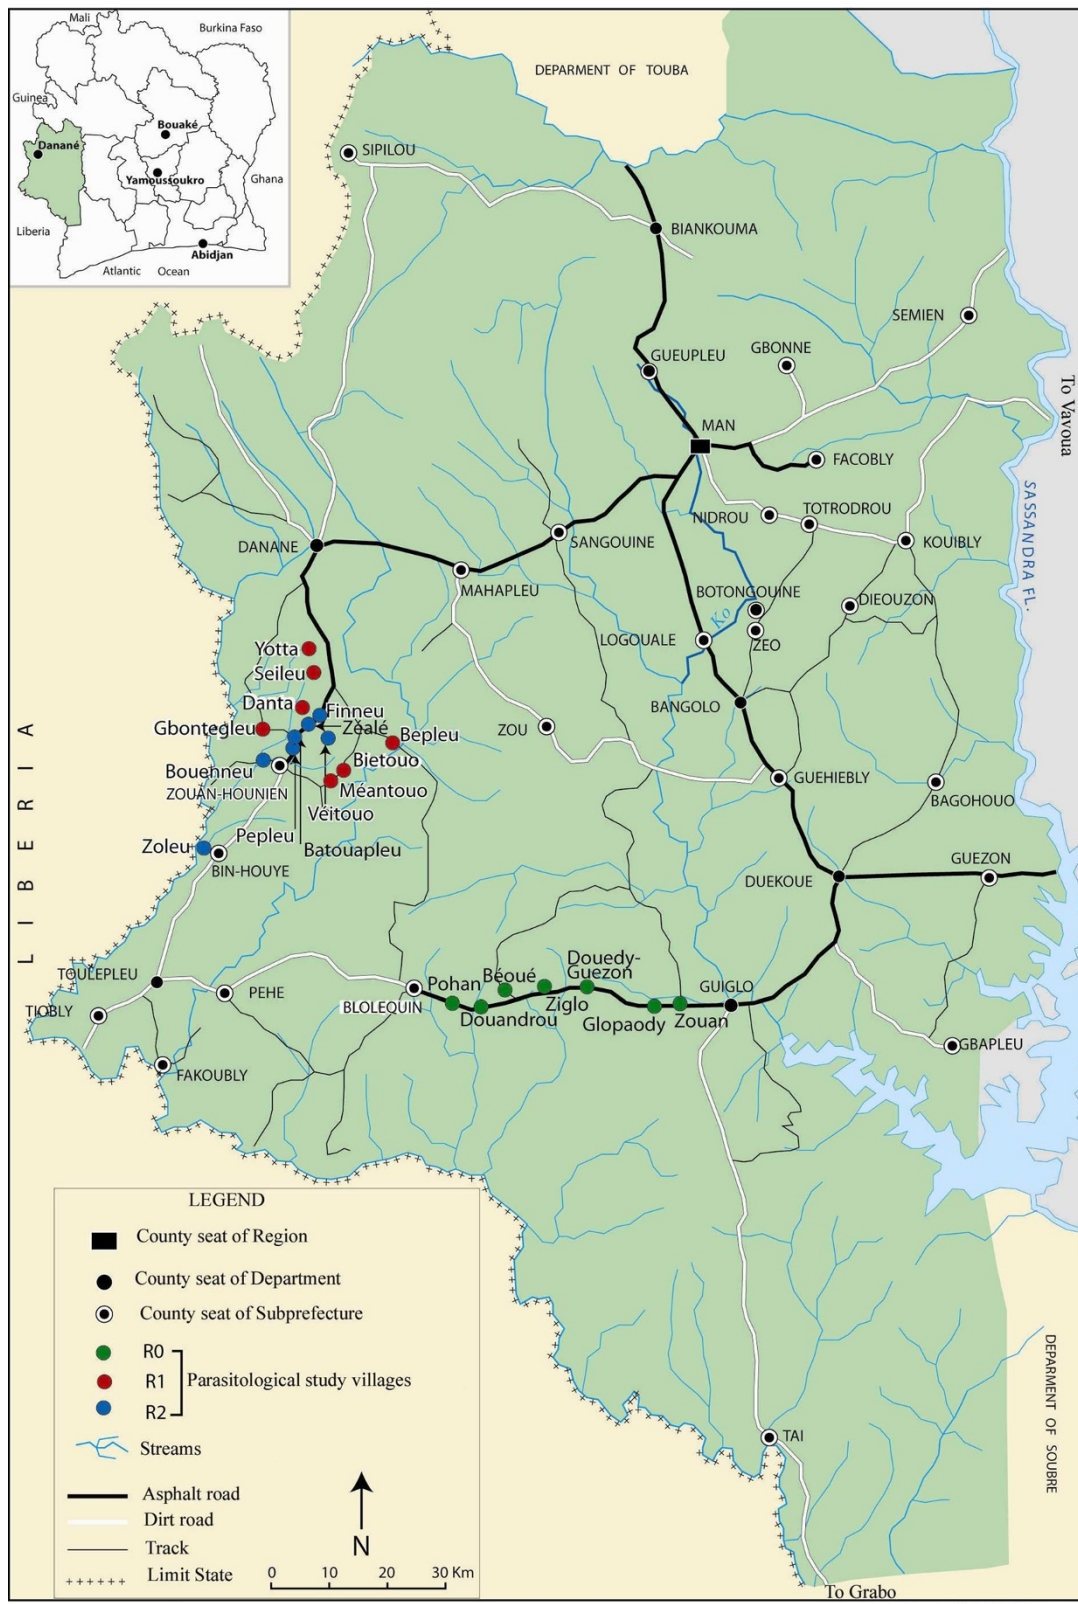 Mali
Burkina Faso
Guinea
Bouaké
Danané
Yamoussoukro
Ghana
Liberia
Abidjan
Atlantic Ocean
DEPARMENT OF TOUBA
SIPILOU
BIANKOUMA
SEMIEN
GBONNE
GUEUPLEU
To Vavoua
MAN
FACOBLY
SASSANDRA FL.
NIDROU
TOTRODROU
KOUIBLY
DANANE
SANGOUINE
MAHAPLEU
BOTONGOUINE
DIEOUZON
Ko
LOGOUALE
ZEO
Yotta
Seileu
Danta
Finneu
BANGOLO
Gbontegleu
Zéalé
Bepleu
ZOU
LIBERIA
Bietouo
Bouenneu
GUEHIEBLY
ZOUAN-HOUNIEN
Méantouo
BAGOHOUO
Véitouo
Pepleu
Zoleu
Batouapleu
BIN-HOUYE
GUEZON
DUEKOUE
TOULEPLEU
PEHE
Pohan
Béoué
Douedy-
Guezon
GUIGLO
TIOBLY
BLOLEQUIN
Douandrou
Ziglo
Glopaody
Zouan
GBAPLEU
FAKOUBLY
LEGEND
County seat of Region
County seat of Department
County seat of Subprefecture
R0
R1
R2
Parasitological study villages
Streams
Asphalt road
Dirt road
Track
Limit State
N
0 10 20 30 Km
TAI
DEPARMENT OF SOUBRE
To Grabo